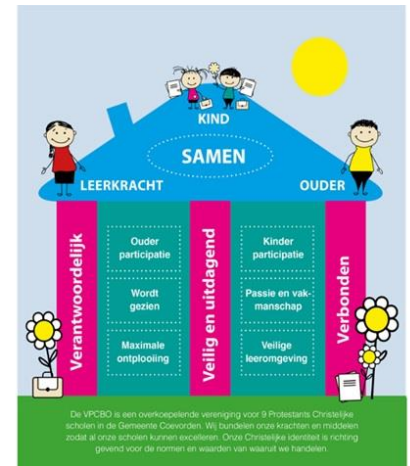 KIND
SAMEN
LEERKRACHT
OUDER
Verantwoordelijk
Ouder
participatie
Wordt
gezien
Maximale
ontplooiing
Veilig en uitdagend
Kinder
participatie
Passie en vak-
manschap
Veilige
leeromgeving
Verbonden
De VPCBO is een overkoepelende vereniging voor 9 Protestants Christelijke
scholen in de Gemeente Coevorden. Wij bundelen onze krachten en middelen
zodat al onze scholen kunnen excelleren. Onze Christelijke identiteit is richting
gevend voor de normen en waarden van waaruit we handelen.